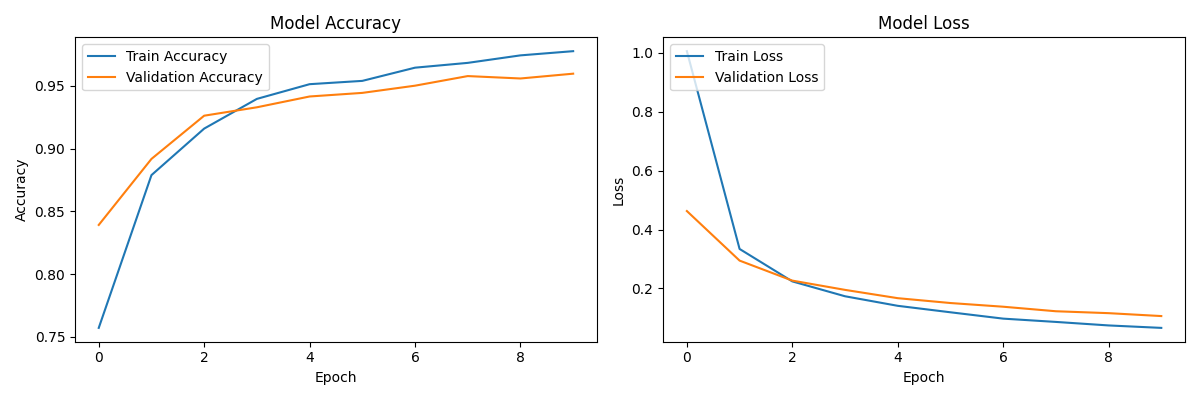 Model Accuracy
Train Accuracy
Validation Accuracy
0.95
0.90
0.85
0.80
0.75
Accuracy
0 2 4 6 8
Epoch
Model Loss
Train Loss
Validation Loss
1.0
0.8
0.6
0.4
0.2
Loss
0 2 4 6 8
Epoch